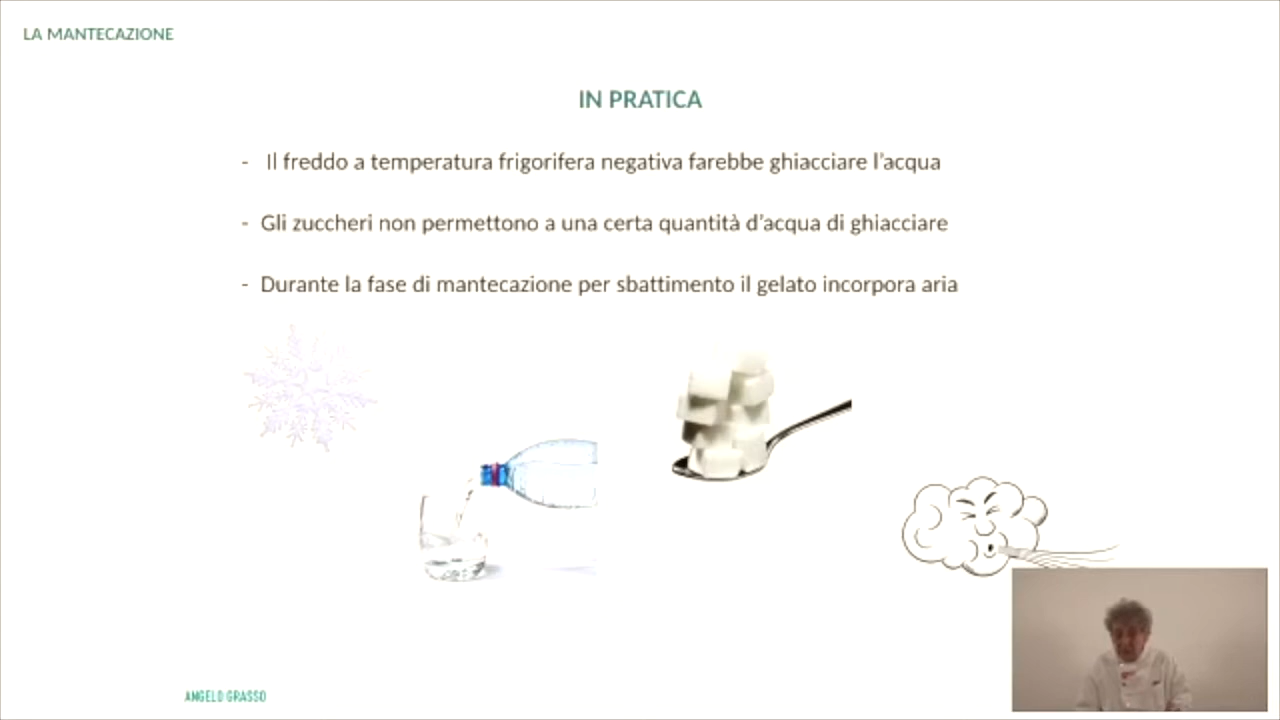 LA MANTECAZIONE
IN PRATICA
- Il freddo a temperatura frigorifera negativa farebbe ghiacciare l’acqua
- Gli zuccheri non permettono a una certa quantità d’acqua di ghiacciare
- Durante la fase di mantecazione per sbattimento il gelato incorpora aria
ANGELO GRASSO